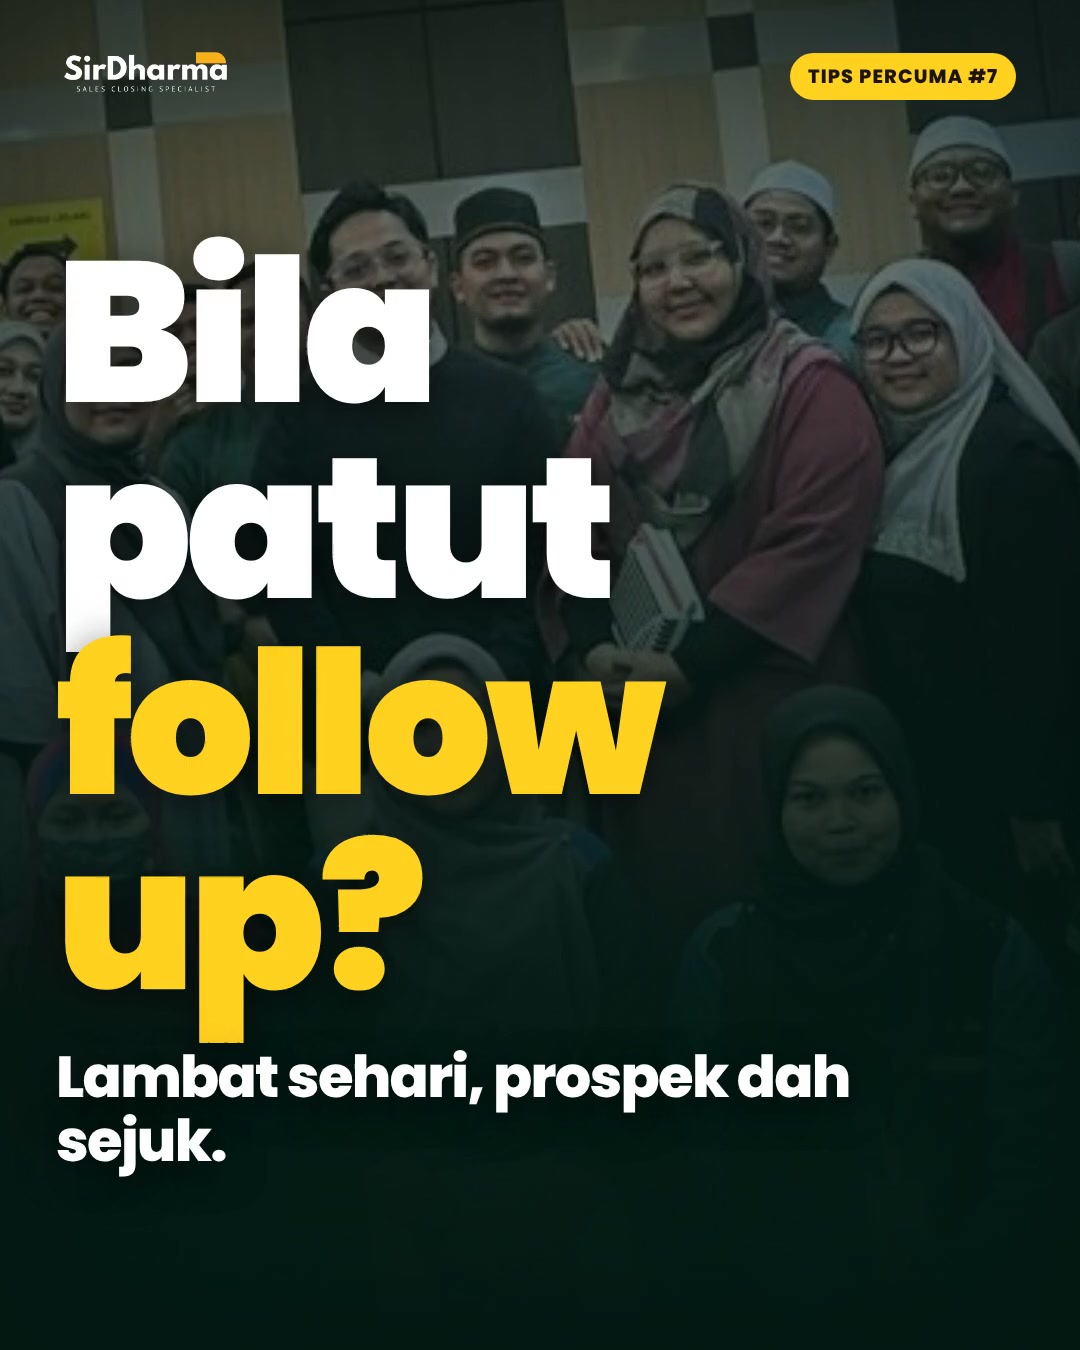 SirDharma
SALES CLOSING SPECIALIST
TIPS PERCUMA #7
Bila
patut
follow
up?
Lambat sehari, prospek dah
sejuk.